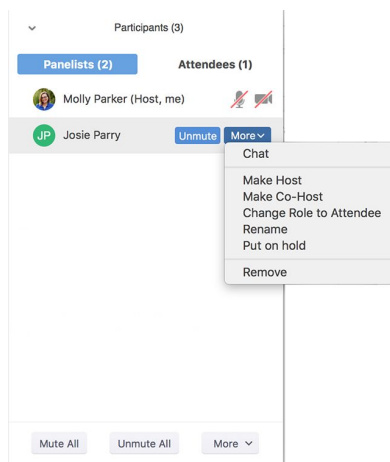 Participants (3)
Panelists (2) Attendees (1)
Molly Parker (Host, me)
JP Josie Parry Unmute More
Chat
Make Host
Make Co-Host
Change Role to Attendee
Rename
Put on hold
Remove
Mute All Unmute All More